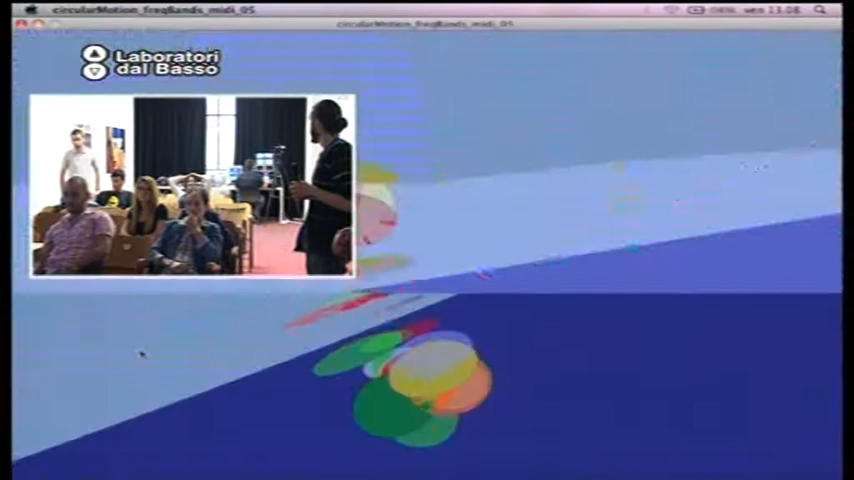 circularMotion_freqBands_midi_05
ven 13.08
circularMotion_freqBands_midi_05
Laboratori
dal Basso